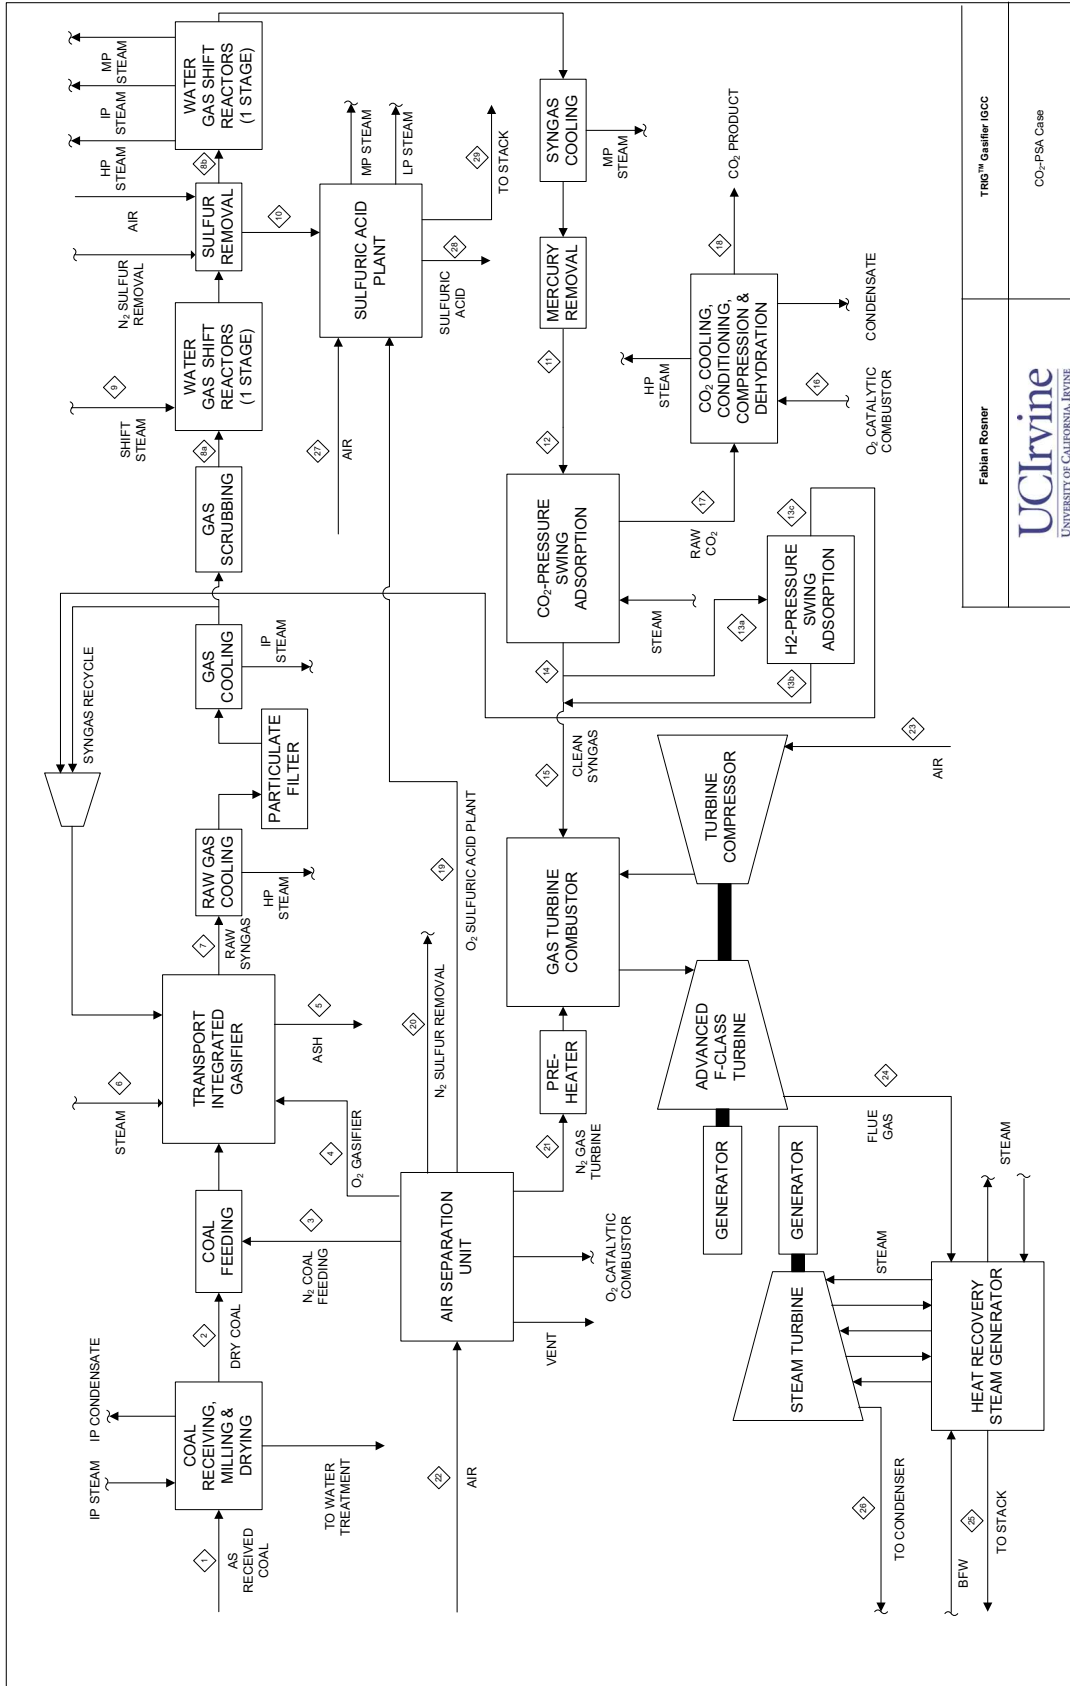 IP STEAM
IP CONDENSATE
1
AS
RECEIVED
COAL
COAL
RECEIVING,
MILLING &
DRYING
TO WATER
TREATMENT
2
DRY COAL
COAL
FEEDING
3
N₂ COAL FEEDING
STEAM
6
TRANSPORT
INTEGRATED
GASIFIER
4
O₂ GASIFIER
5
ASH
7
RAW
SYNGAS
RAW GAS
COOLING
HP
STEAM
PARTICULATE
FILTER
SYNGAS RECYCLE
GAS
COOLING
IP
STEAM
GAS
SCRUBBING
8a
SHIFT
STEAM
9
WATER
GAS SHIFT
REACTORS
(1 STAGE)
N₂ SULFUR
REMOVAL
AIR
SULFUR
REMOVAL
8b
10
HP
STEAM
IP
STEAM
MP
STEAM
WATER
GAS SHIFT
REACTORS
(1 STAGE)
27
AIR
SULFURIC ACID
PLANT
MP STEAM
LP STEAM
28
SULFURIC
ACID
29
TO STACK
22
AIR
AIR SEPARATION
UNIT
VENT
O₂ CATALYTIC
COMBUSTOR
20
N₂ SULFUR REMOVAL
19
O₂ SULFURIC ACID PLANT
21
N₂ GAS
TURBINE
PRE-
HEATER
GAS TURBINE
COMBUSTOR
15
CLEAN
SYNGAS
14
CO₂-PRESSURE
SWING
ADSORPTION
STEAM
12
11
MERCURY
REMOVAL
SYNGAS
COOLING
MP
STEAM
17
RAW
CO₂
13a
13b
13c
H2-PRESSURE
SWING
ADSORPTION
HP
STEAM
CO₂ COOLING,
CONDITIONING,
COMPRESSION &
DEHYDRATION
16
O₂ CATALYTIC
COMBUSTOR
CONDENSATE
18
CO₂ PRODUCT
GENERATOR
ADVANCED
F-CLASS
TURBINE
TURBINE
COMPRESSOR
23
AIR
24
FLUE
GAS
GENERATOR
STEAM TURBINE
STEAM
26
TO CONDENSER
HEAT RECOVERY
STEAM GENERATOR
STEAM
BFW
25
TO STACK
Fabian Rosner
TRIG™ Gasifier IGCC
UCIrvine
UNIVERSITY OF CALIFORNIA, IRVINE
CO₂-PSA Case